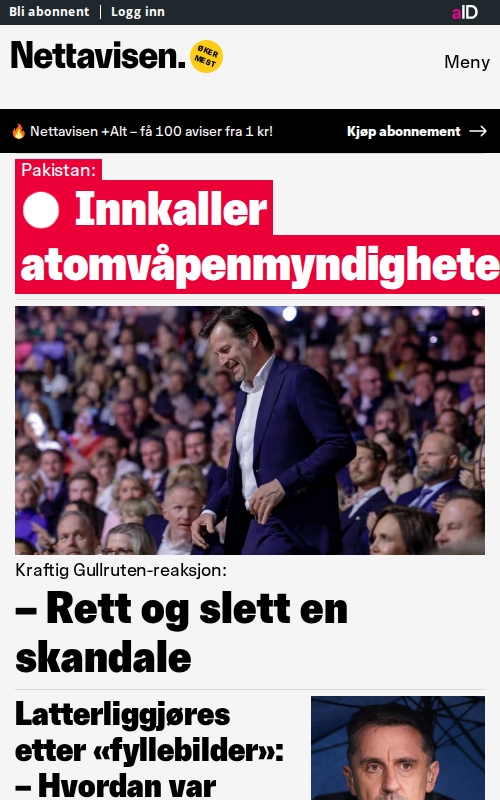 Bli abonnent | Logg inn
aID
Nettavisen.
ØKER
MEST
Meny
🔥 Nettavisen +Alt – få 100 aviser fra 1 kr!
Kjøp abonnement →
Pakistan:
Innkaller
atomvåpenmyndighete
Kraftig Gullruten-reaksjon:
– Rett og slett en
skandale
Latterliggjøres
etter «fyllebilder»:
– Hvordan var